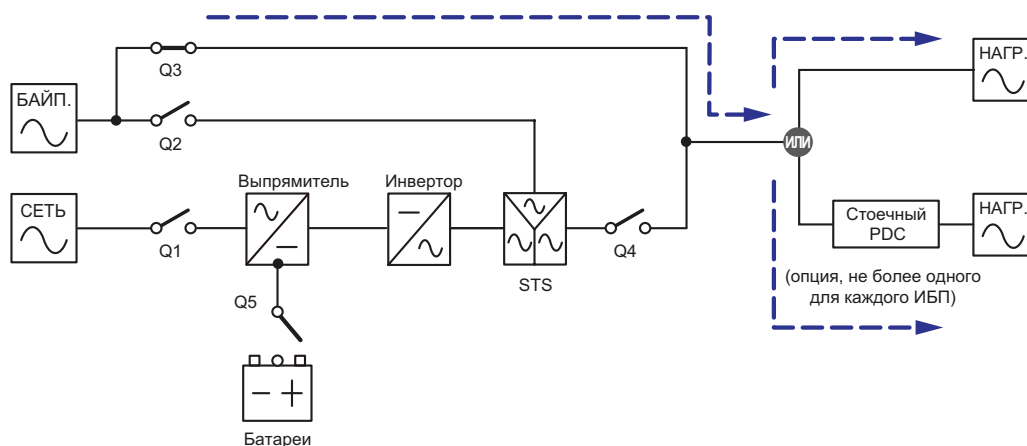 Q3
НАГР.
БАЙП.
Q2
ИЛИ
Выпрямитель
Инвертор
СЕТЬ
Q1
STS
Q4
Стоечный
PDC
НАГР.
(опция, не более одного
для каждого ИБП)
Q5
Батареи